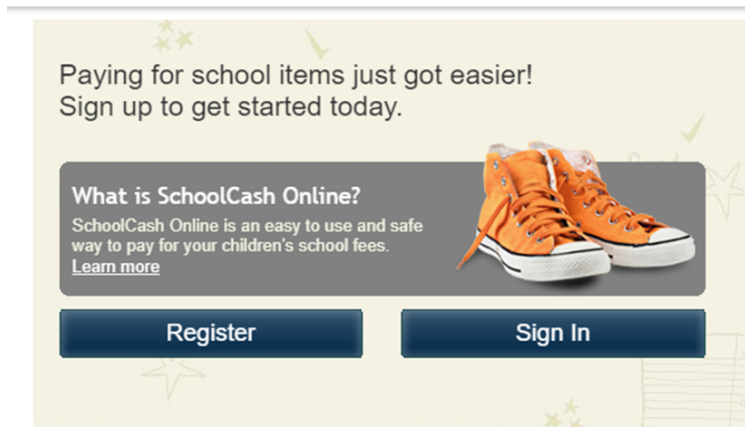 Paying for school items just got easier!
Sign up to get started today.
What is SchoolCash Online?
SchoolCash Online is an easy to use and safe
way to pay for your children's school fees.
Learn more
Register
Sign In